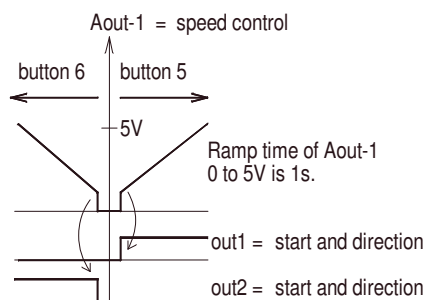 Aout-1 = speed control
button 6
button 5
5V
Ramp time of Aout-1
0 to 5V is 1s.
out1 = start and direction
out2 = start and direction